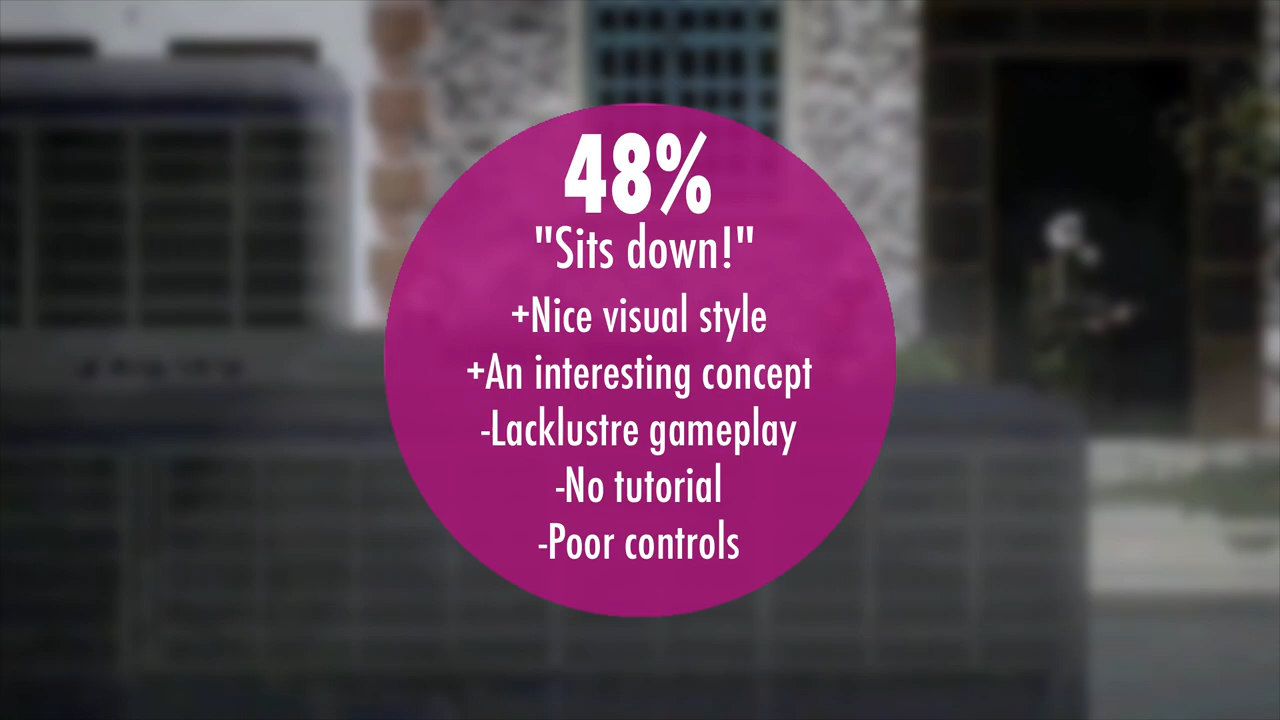 48%
"Sits down!"
+Nice visual style
+An interesting concept
-Lacklustre gameplay
-No tutorial
-Poor controls